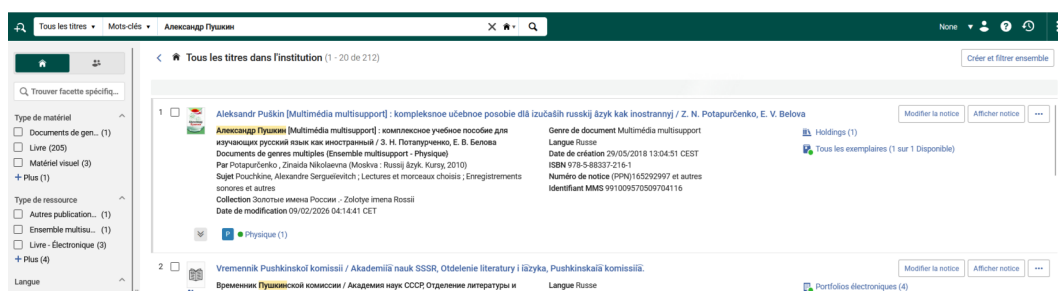 Tous les titres Mots-clés Александр Пушкин None
Tous les titres dans l'institution (1 - 20 de 212) Créer et filtrer ensemble
Trouver facette spécifiq...
Type de matériel
Documents de gen... (1)
Livre (205)
Matériel visuel (3)
+ Plus (1)
Type de ressource
Autres publication... (1)
Ensemble multisu... (1)
Livre - Électronique (3)
+ Plus (4)
Langue
1 Aleksandr Puškin [Multimédia multisupport] : kompleksnoe učebnoe posobie dlâ izučaših russkij âzyk kak inostrannyj / Z. N. Potapurčenko, E. V. Belova
Modifier la notice Afficher notice
Александр Пушкин [Multimédia multisupport] : комплексное учебное пособие для
изучающих русский язык как иностранный / З. Н. Потапурченко, Е. В. Белова
Documents de genres multiples (Ensemble multisupport - Physique)
Par Potapurčenko , Zinaida Nikolaevna (Moskva : Russij âzyk. Kursy, 2010)
Sujet Pouchkine, Alexandre Sergueïevitch ; Lectures et morceaux choisis ; Enregistrements
sonores et autres
Collection Золотые имена России .- Zolotye imena Rossii
Date de modification 09/02/2026 04:14:41 CET
Genre de document Multimédia multisupport
Langue Russe
Date de création 29/05/2018 13:04:51 CEST
ISBN 978-5-88337-216-1
Numéro de notice (PPN)165292997 et autres
Identifiant MMS 991009570509704116
Holdings (1)
Tous les exemplaires (1 sur 1 Disponible)
P Physique (1)
2 Vremennik Pushkinskoĭ komissii / Akademii︠a︡ nauk SSSR, Otdelenie literatury i i︠a︡zyka, Pushkinskai︠a︡ komissii︠a︡.
Modifier la notice Afficher notice
Временник Пушкинской комиссии / Академия наук СССР, Отделение литературы и
Langue Russe
Portfolios électroniques (4)